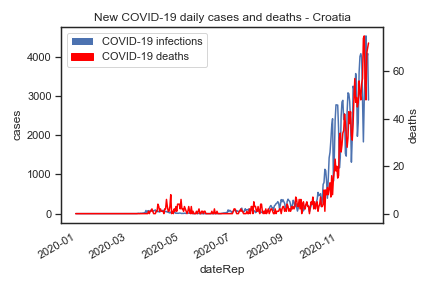 New COVID-19 daily cases and deaths - Croatia
COVID-19 infections
COVID-19 deaths
cases
4000
3000
2000
1000
0
deaths
60
40
20
0
2020-01
2020-03
2020-05
2020-07
2020-09
2020-11
dateRep